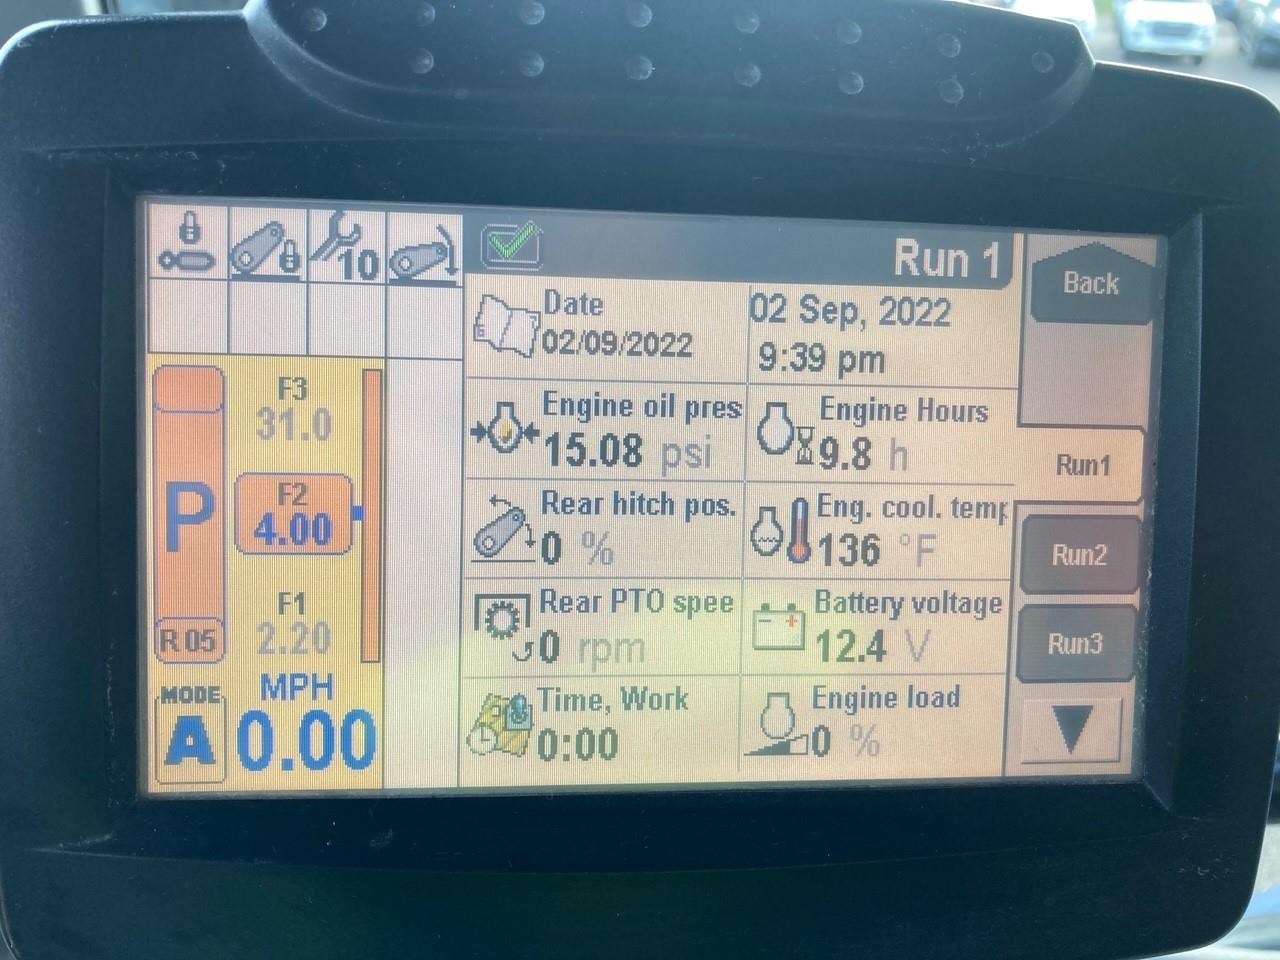 10
Run 1
Back
Date
02/09/2022
02 Sep, 2022
9:39 pm
Engine oil pres
15.08 psi
Engine Hours
9.8 h
Rear hitch pos.
0 %
Eng. cool. temp
136 °F
Rear PTO spee
0 rpm
Battery voltage
12.4 V
Time, Work
0:00
Engine load
0 %
Run1
Run2
Run3
F3
31.0
P
F2
4.00
F1
2.20
R 05
MPH
0.00
MODE
A